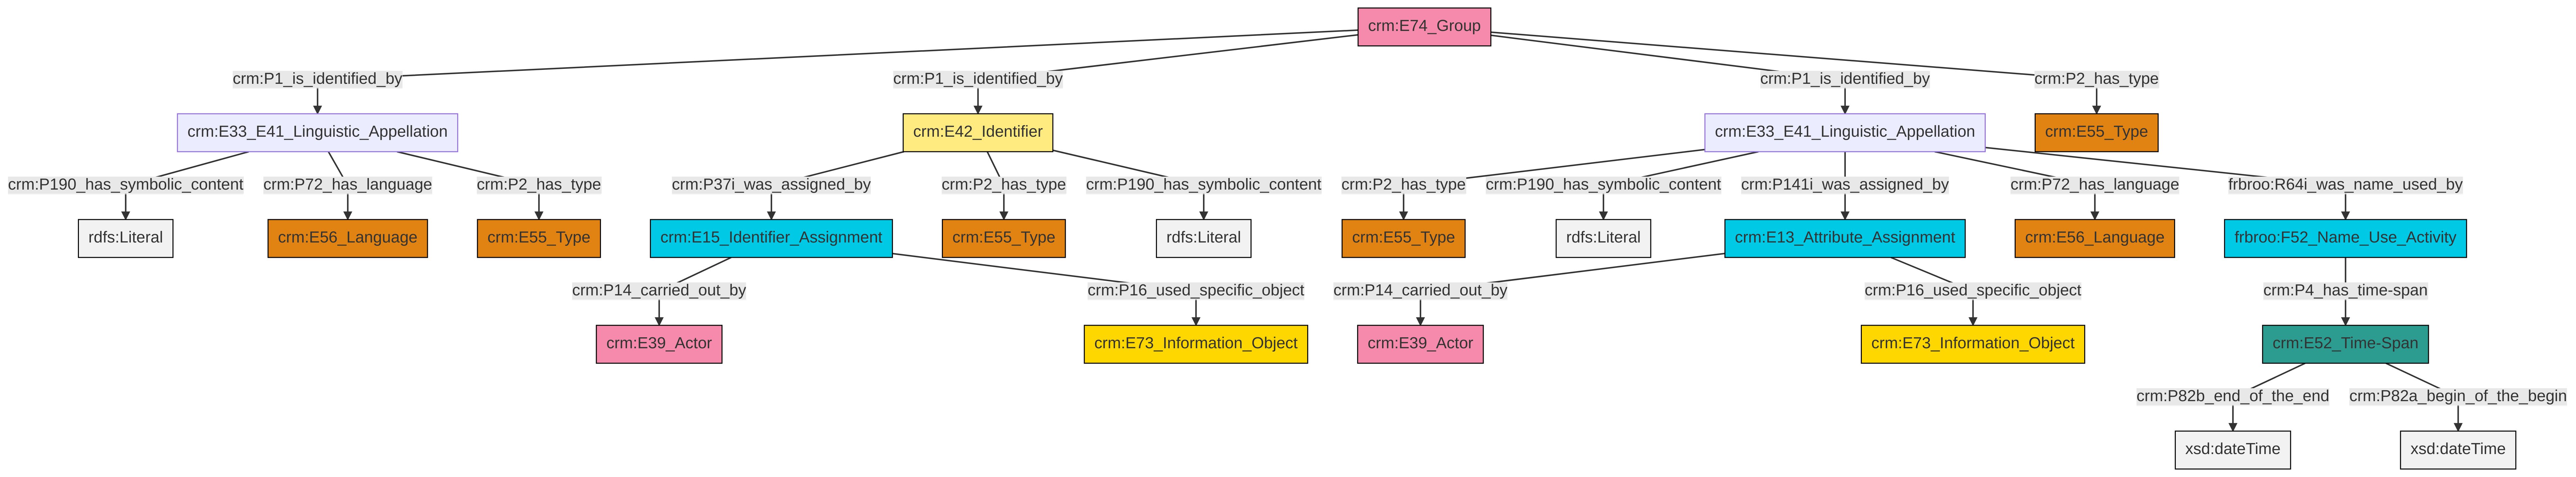 crm:E74_Group
crm:P1_is_identified_by crm:P1_is_identified_by crm:P1_is_identified_by crm:P2_has_type
crm:E33_E41_Linguistic_Appellation crm:E42_Identifier crm:E33_E41_Linguistic_Appellation crm:E55_Type
crm:P190_has_symbolic_content crm:P72_has_language crm:P2_has_type crm:P37i_was_assigned_by crm:P2_has_type crm:P190_has_symbolic_content crm:P2_has_type crm:P190_has_symbolic_content crm:P141i_was_assigned_by crm:P72_has_language frbroo:R64i_was_name_used_by
rdfs:Literal crm:E56_Language crm:E55_Type crm:E15_Identifier_Assignment crm:E55_Type rdfs:Literal crm:E55_Type rdfs:Literal crm:E13_Attribute_Assignment crm:E56_Language frbroo:F52_Name_Use_Activity
crm:P14_carried_out_by crm:P16_used_specific_object crm:P14_carried_out_by crm:P16_used_specific_object crm:P4_has_time-span
crm:E39_Actor crm:E73_Information_Object crm:E39_Actor crm:E73_Information_Object crm:E52_Time-Span
crm:P82b_end_of_the_end crm:P82a_begin_of_the_begin
xsd:dateTime xsd:dateTime